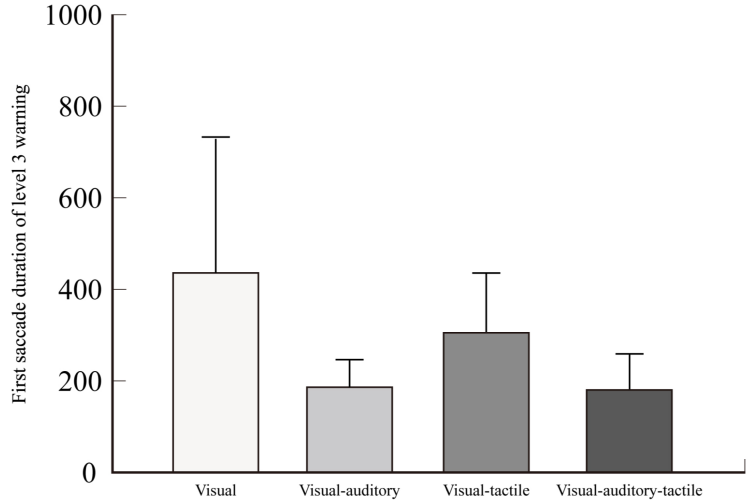 First saccade duration of level 3 warning
1000
800
600
400
200
0
Visual
Visual-auditory
Visual-tactile
Visual-auditory-tactile